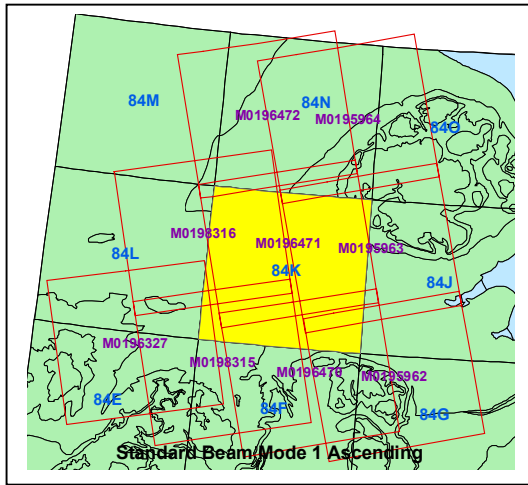 84M
84N
M0196472
M0195964
84O
M0198316
M0196471
M0195963
84L
84K
84J
M0196327
M0198315
M0196470
M0195962
84E
84F
84G
Standard Beam Mode 1 Ascending